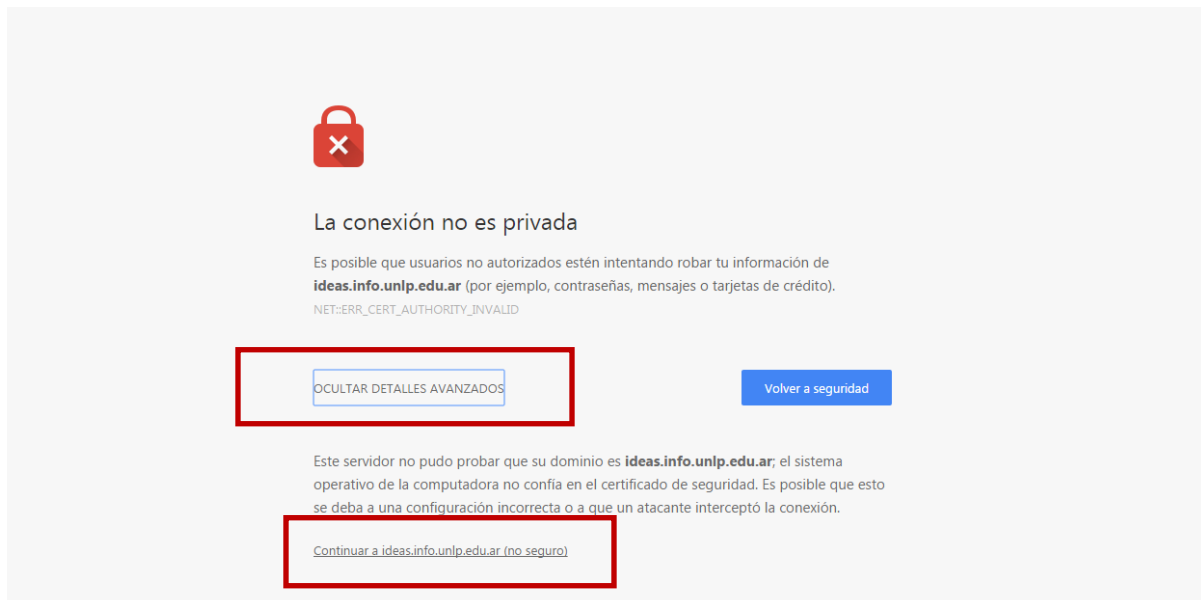 La conexión no es privada
Es posible que usuarios no autorizados estén intentando robar tu información de
ideas.info.unlp.edu.ar (por ejemplo, contraseñas, mensajes o tarjetas de crédito).
NET::ERR_CERT_AUTHORITY_INVALID
OCULTAR DETALLES AVANZADOS
Volver a seguridad
Este servidor no pudo probar que su dominio es ideas.info.unlp.edu.ar; el sistema
operativo de la computadora no confía en el certificado de seguridad. Es posible que esto
se deba a una configuración incorrecta o a que un atacante interceptó la conexión.
Continuar a ideas.info.unlp.edu.ar (no seguro)